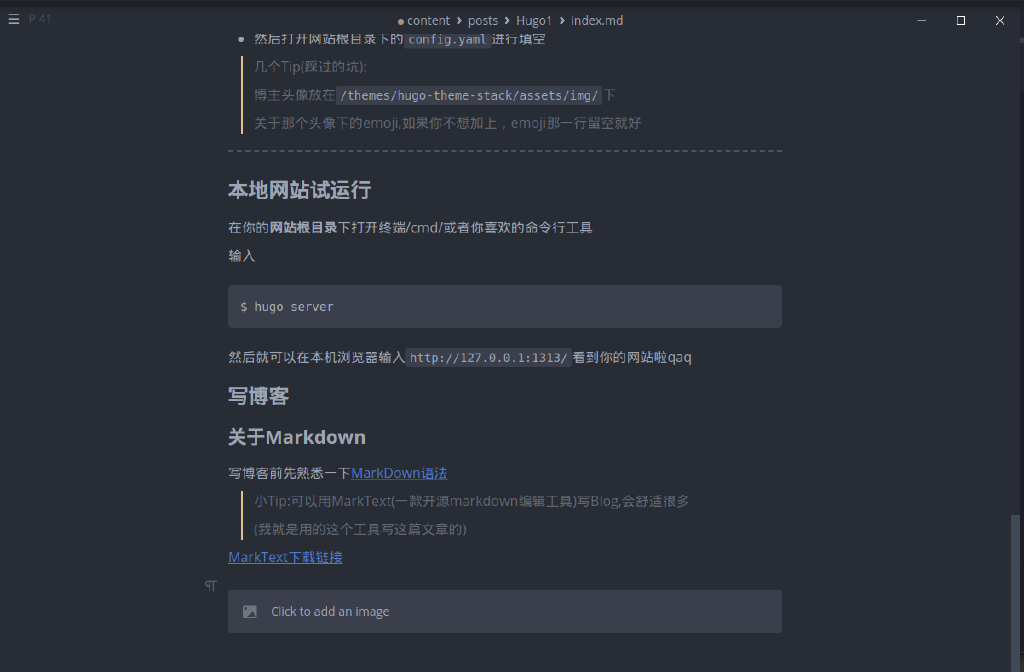 P 41
content > posts > Hugo1 > index.md
然后打开网站根目录下的 config.yaml 进行填空
几个Tip(踩过的坑):
博主头像放在 /themes/hugo-theme-stack/assets/img/ 下
关于那个头像下的emoji,如果你不想加上，emoji那一行留空就好
本地网站试运行
在你的网站根目录下打开终端/cmd/或者你喜欢的命令行工具
输入
$ hugo server
然后就可以在本机浏览器输入 http://127.0.0.1:1313/ 看到你的网站啦qaq
写博客
关于Markdown
写博客前先熟悉一下MarkDown语法
小Tip:可以用MarkText(一款开源markdown编辑工具)写Blog,会舒适很多
(我就是用的这个工具写这篇文章的)
MarkText下载链接
Click to add an image